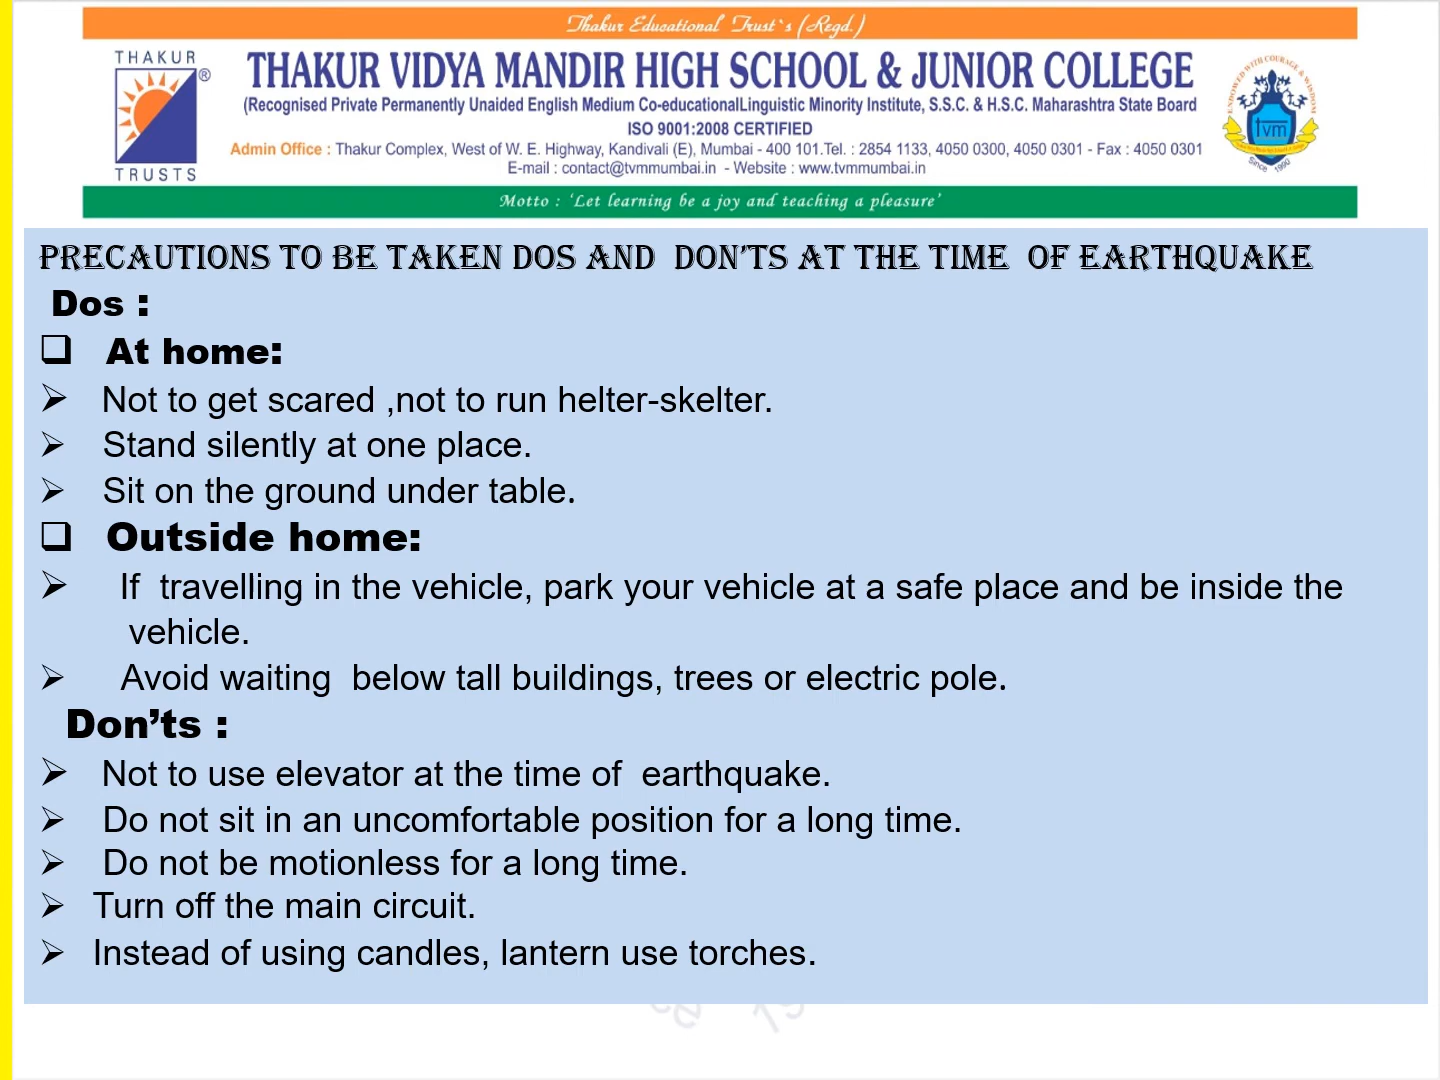 Thakur Educational Trust`s (Regd.)
THAKUR
TRUSTS
®
THAKUR VIDYA MANDIR HIGH SCHOOL & JUNIOR COLLEGE
(Recognised Private Permanently Unaided English Medium Co-educationalLinguistic Minority Institute, S.S.C. & H.S.C. Maharashtra State Board
ISO 9001:2008 CERTIFIED
Admin Office : Thakur Complex, West of W. E. Highway, Kandivali (E), Mumbai - 400 101.Tel. : 2854 1133, 4050 0300, 4050 0301 - Fax : 4050 0301
E-mail : contact@tvmmumbai.in - Website : www.tvmmumbai.in
ENDOWED WITH COURAGE & WISDOM
tvm
Since 1990
Motto : ‘Let learning be a joy and teaching a pleasure’
PRECAUTIONS TO BE TAKEN DOS AND DON’TS AT THE TIME OF EARTHQUAKE
Dos :
❑ At home:
➢ Not to get scared ,not to run helter-skelter.
➢ Stand silently at one place.
➢ Sit on the ground under table.
❑ Outside home:
➢ If travelling in the vehicle, park your vehicle at a safe place and be inside the
vehicle.
➢ Avoid waiting below tall buildings, trees or electric pole.
Don’ts :
➢ Not to use elevator at the time of earthquake.
➢ Do not sit in an uncomfortable position for a long time.
➢ Do not be motionless for a long time.
➢ Turn off the main circuit.
➢ Instead of using candles, lantern use torches.